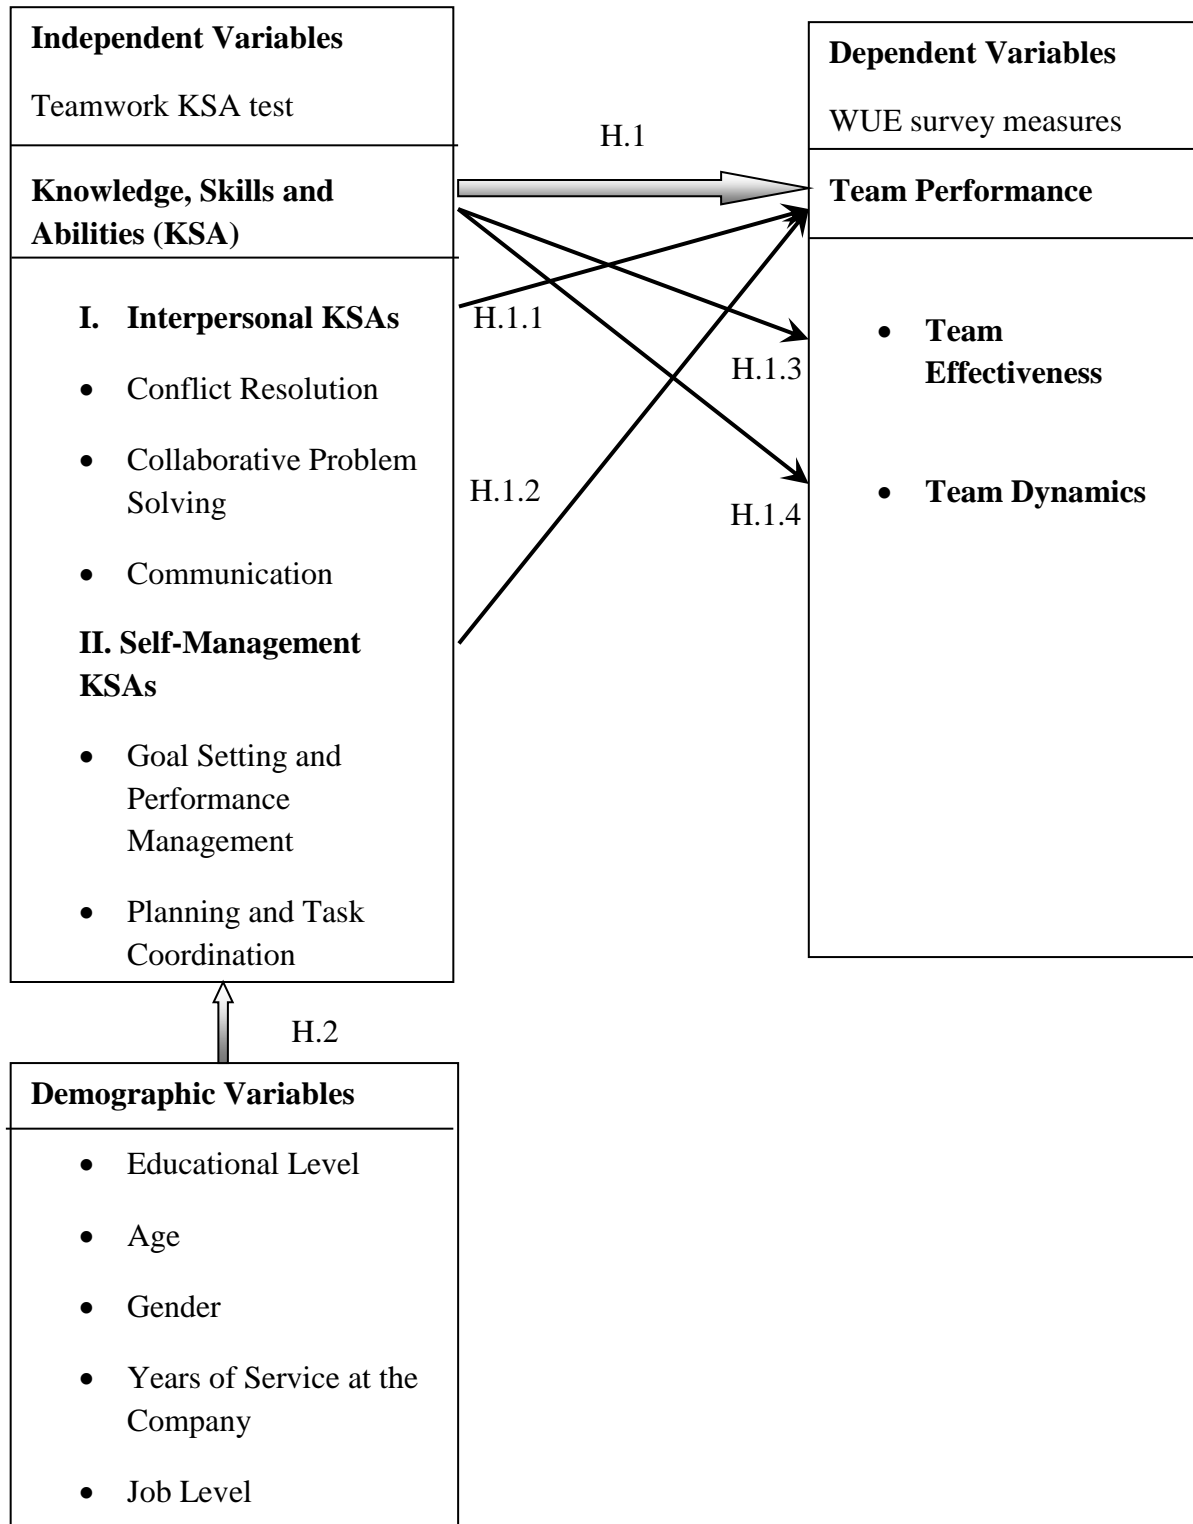 Independent Variables
Teamwork KSA test
Knowledge, Skills and
Abilities (KSA)
I. Interpersonal KSAs
• Conflict Resolution
• Collaborative Problem
Solving
• Communication
II. Self-Management
KSAs
• Goal Setting and
Performance
Management
• Planning and Task
Coordination
H.1
H.1.1
H.1.2
H.1.3
H.1.4
Dependent Variables
WUE survey measures
Team Performance
• Team
Effectiveness
• Team Dynamics
H.2
Demographic Variables
• Educational Level
• Age
• Gender
• Years of Service at the
Company
• Job Level